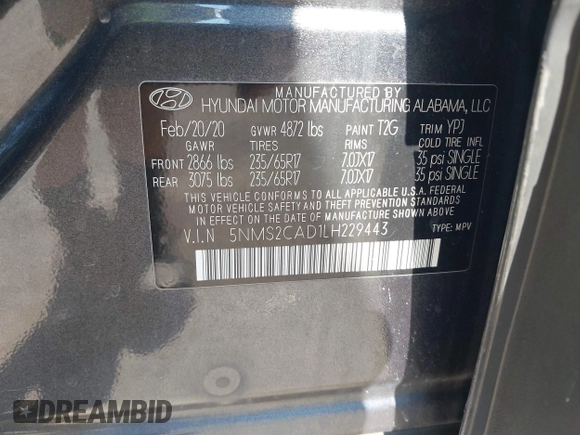 MANUFACTURED BY
HYUNDAI MOTOR MANUFACTURING ALABAMA, LLC
Feb/20/20 GVWR 4872 lbs PAINT T2G TRIM YPJ
GAWR TIRES RIMS COLD TIRE INFL
FRONT 2866 lbs 235/65R17 7.0JX17 35 psi SINGLE
REAR 3075 lbs 235/65R17 7.0JX17 35 psi SINGLE
THIS VEHICLE CONFORMS TO ALL APPLICABLE U.S.A. FEDERAL
MOTOR VEHICLE SAFETY AND THEFT PREVENTION STANDARDS
IN EFFECT ON THE DATE OF MANUFACTURE SHOWN ABOVE.
V.I.N 5NMS2CAD1LH229443 TYPE: MPV
DREAMBID